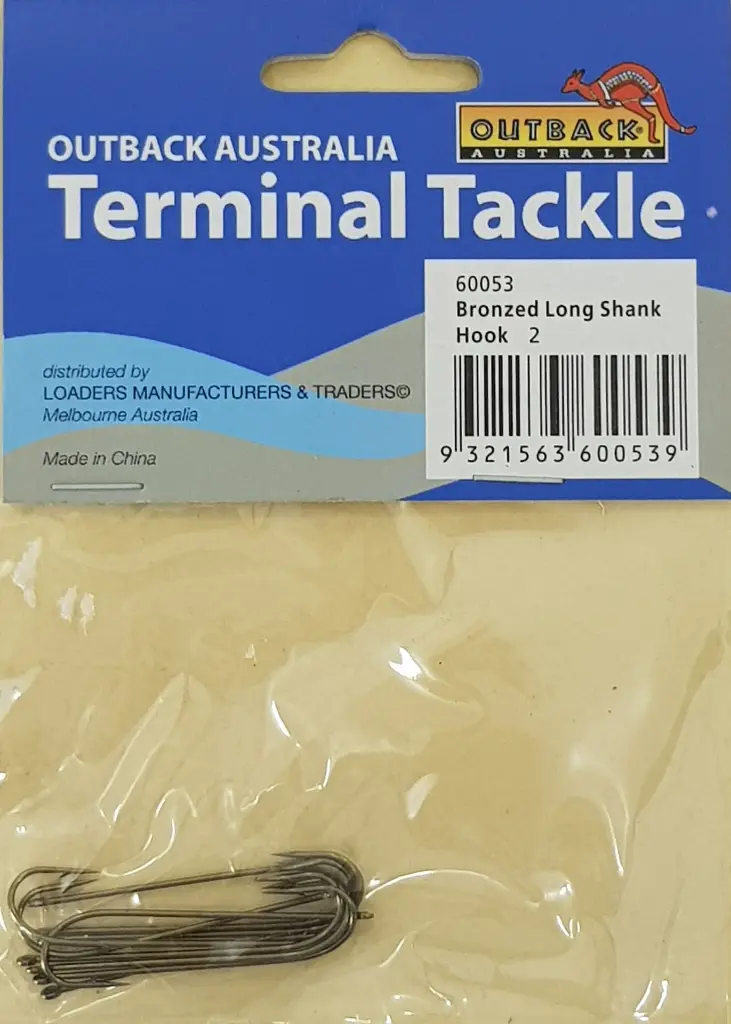 OUTBACK®
AUSTRALIA
OUTBACK AUSTRALIA
Terminal Tackle
60053
Bronzed Long Shank
Hook 2
9 321563 600539
distributed by
LOADERS MANUFACTURERS & TRADERS©
Melbourne Australia
Made in China